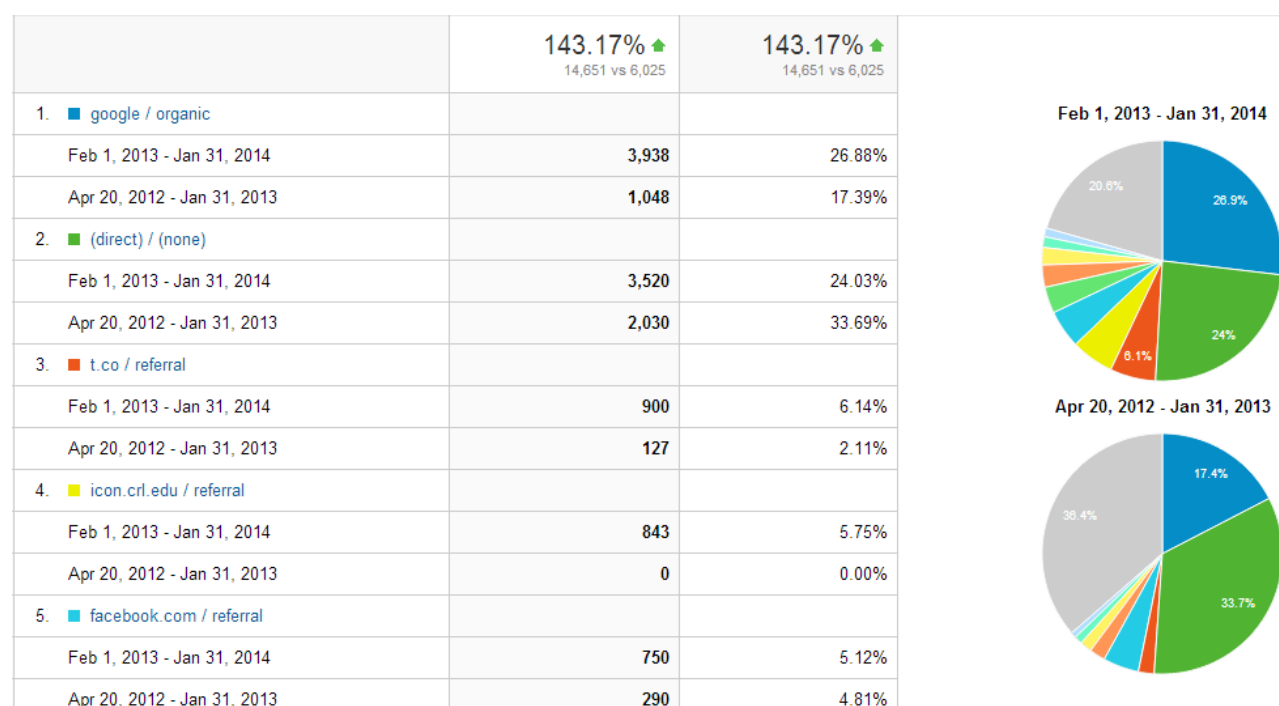 143.17% 143.17%
14,651 vs 6,025 14,651 vs 6,025
1. google / organic
Feb 1, 2013 - Jan 31, 2014 3,938 26.88%
Apr 20, 2012 - Jan 31, 2013 1,048 17.39%
2. (direct) / (none)
Feb 1, 2013 - Jan 31, 2014 3,520 24.03%
Apr 20, 2012 - Jan 31, 2013 2,030 33.69%
3. t.co / referral
Feb 1, 2013 - Jan 31, 2014 900 6.14%
Apr 20, 2012 - Jan 31, 2013 127 2.11%
4. icon.crl.edu / referral
Feb 1, 2013 - Jan 31, 2014 843 5.75%
Apr 20, 2012 - Jan 31, 2013 0 0.00%
5. facebook.com / referral
Feb 1, 2013 - Jan 31, 2014 750 5.12%
Apr 20, 2012 - Jan 31, 2013 290 4.81%
Feb 1, 2013 - Jan 31, 2014
20.6%
26.9%
24%
6.1%
Apr 20, 2012 - Jan 31, 2013
17.4%
36.4%
33.7%